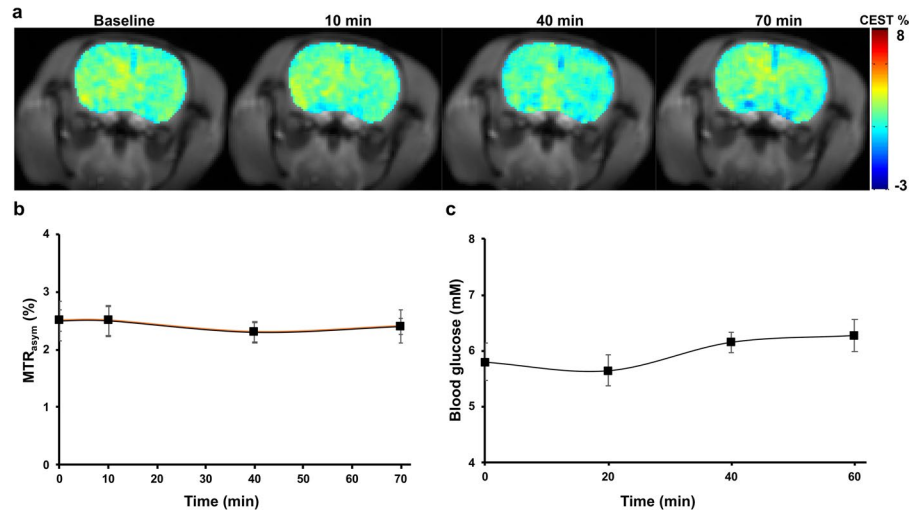 a
Baseline
10 min
40 min
70 min
CEST %
8
-3
b
4
3
2
1
0
MTRasym (%)
0 10 20 30 40 50 60 70
Time (min)
c
8
7
6
5
4
Blood glucose (mM)
0 20 40 60
Time (min)